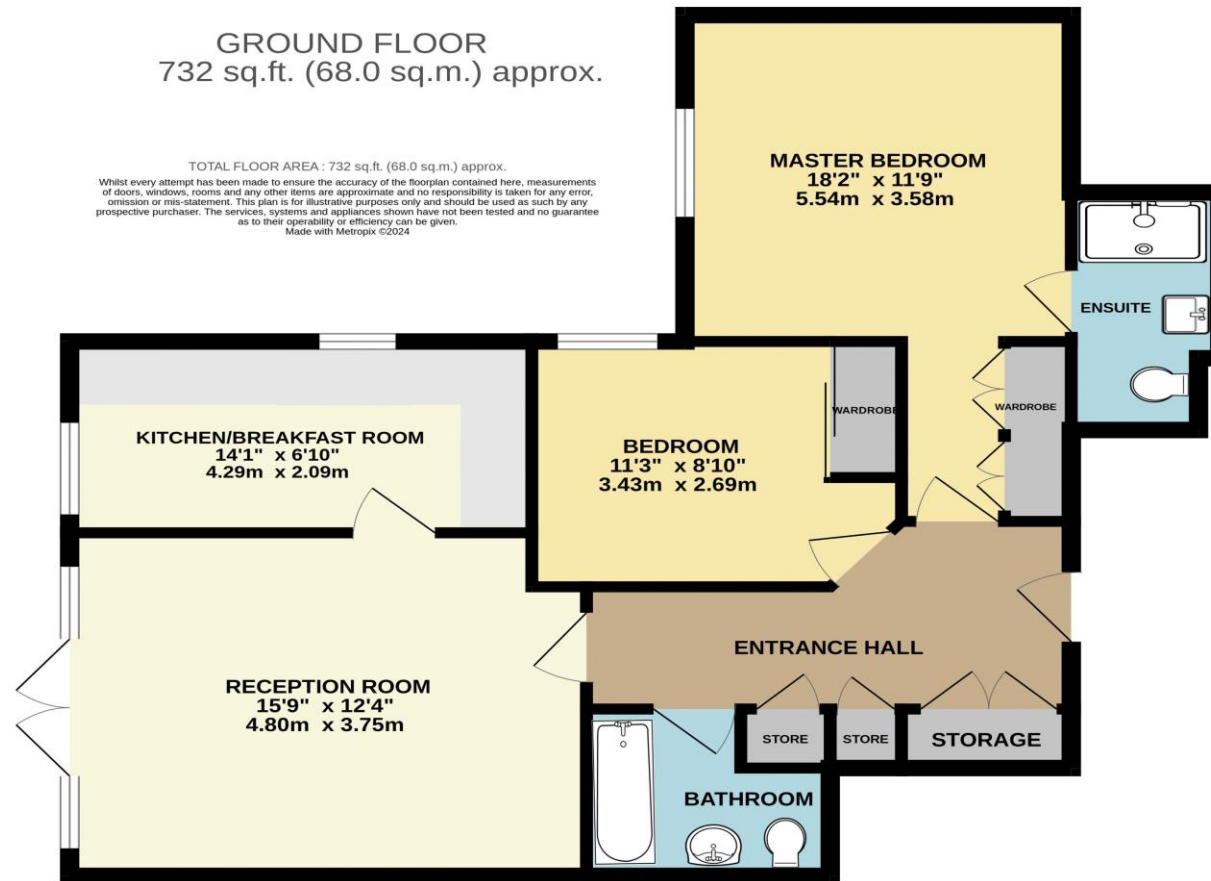 GROUND FLOOR
732 sq.ft. (68.0 sq.m.) approx.
TOTAL FLOOR AREA : 732 sq.ft. (68.0 sq.m.) approx.
Whilst every attempt has been made to ensure the accuracy of the floorplan contained here, measurements
of doors, windows, rooms and any other items are approximate and no responsibility is taken for any error,
omission or mis-statement. This plan is for illustrative purposes only and should be used as such by any
prospective purchaser. The services, systems and appliances shown have not been tested and no guarantee
as to their operability or efficiency can be given.
Made with Metropix ©2024
MASTER BEDROOM
18'2" x 11'9"
5.54m x 3.58m
ENSUITE
WARDROBE
WARDROBE
KITCHEN/BREAKFAST ROOM
14'1" x 6'10"
4.29m x 2.09m
BEDROOM
11'3" x 8'10"
3.43m x 2.69m
ENTRANCE HALL
RECEPTION ROOM
15'9" x 12'4"
4.80m x 3.75m
STORE
STORE
STORAGE
BATHROOM